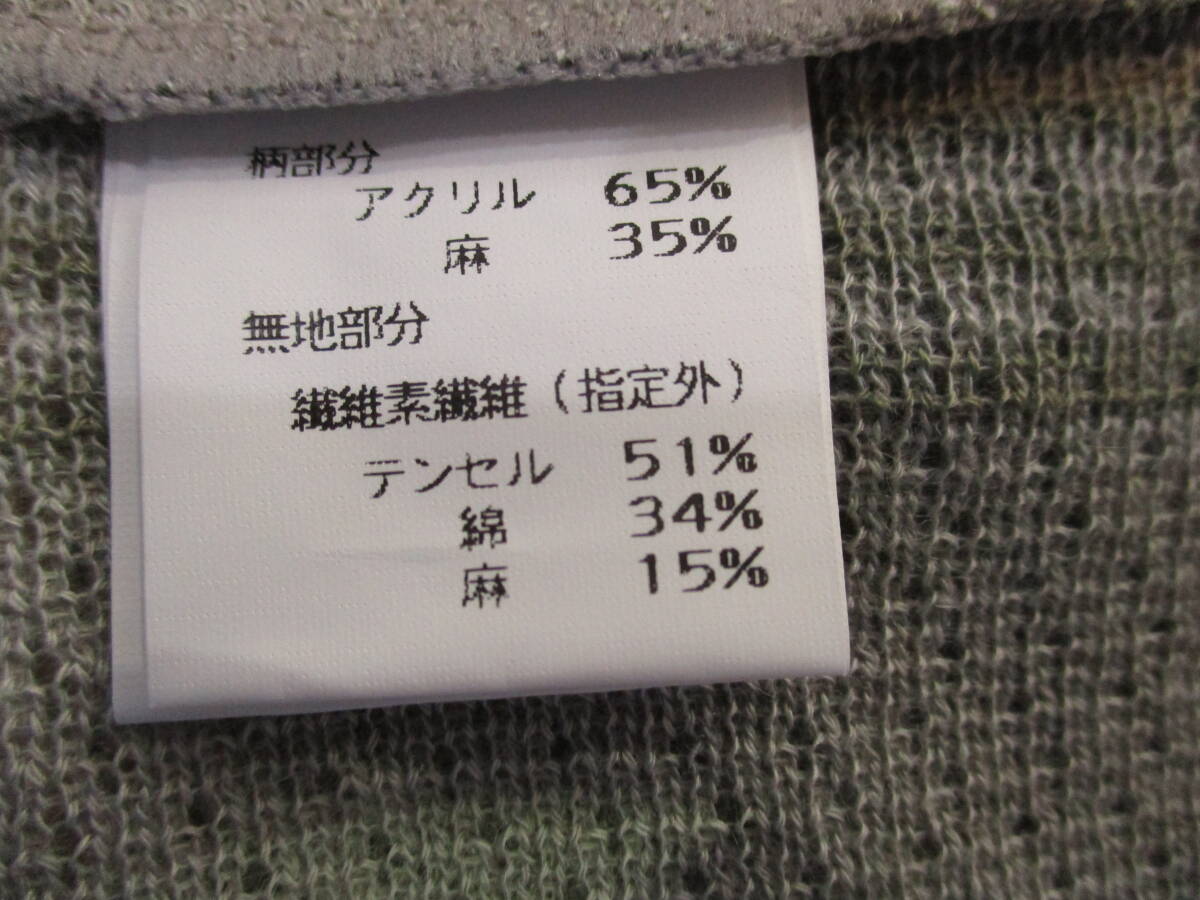 柄部分
アクリル 65%
麻 35%
無地部分
繊維素繊維（指定外）
テンセル 51%
綿 34%
麻 15%